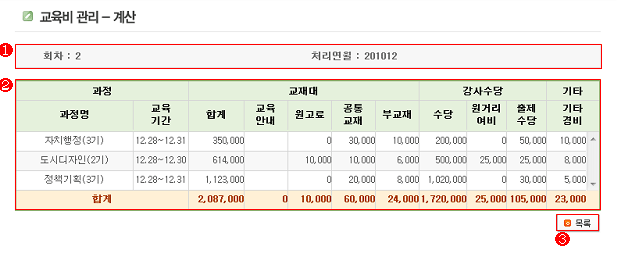 교육비 관리 – 계산
1 회차 : 2 처리연월 : 201012
2
과정 교재대 강사수당 기타
과정명 교육 기간 합계 교육 안내 원고료 공통 교재 부교재 수당 원거리 여비 출제 수당 기타 경비
자치행정(3기) 12.28~12.31 350,000 0 30,000 10,000 200,000 0 50,000 10,000
도시디자인(2기) 12.28~12.30 614,000 10,000 10,000 6,000 500,000 25,000 25,000 8,000
정책기획(3기) 12.28~12.31 1,123,000 0 20,000 8,000 1,020,000 0 30,000 5,000
합계 2,087,000 0 10,000 60,000 24,000 1,720,000 25,000 105,000 23,000
목록
3